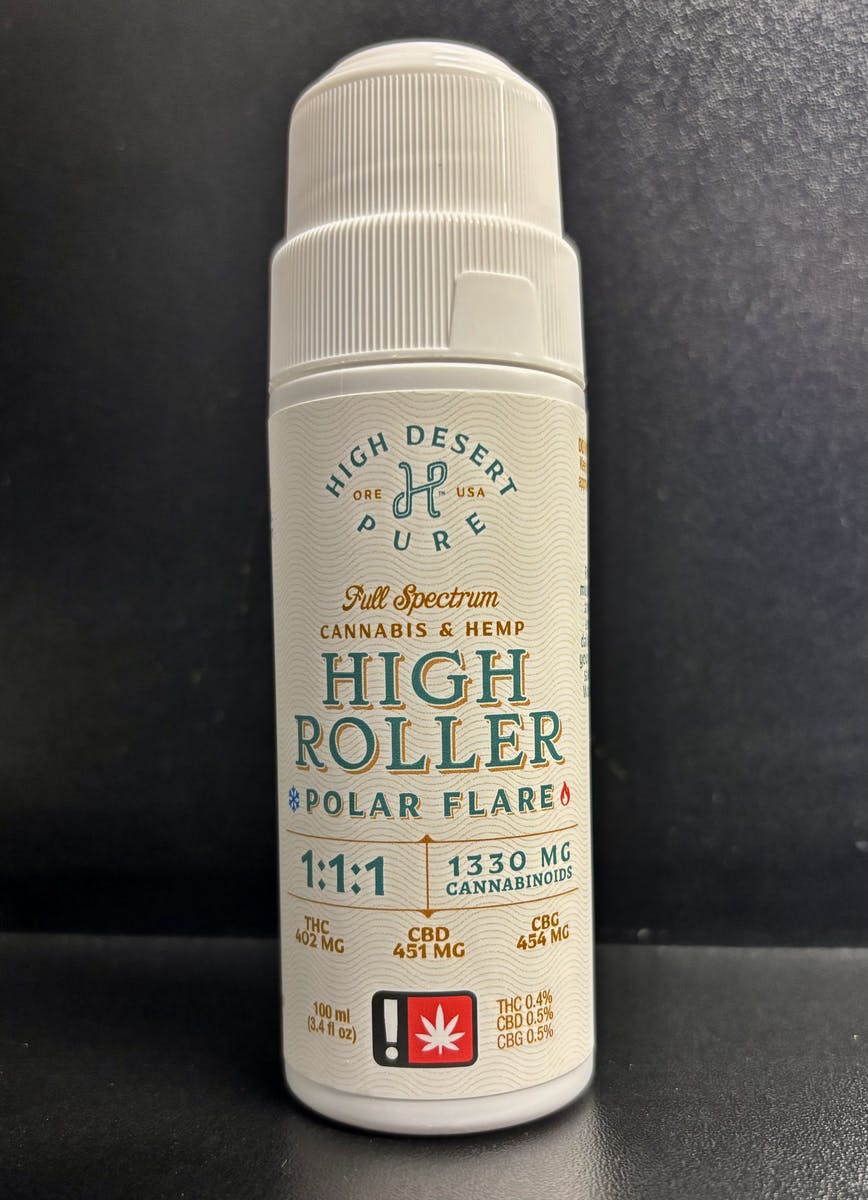 HIGH DESERT
ORE H™ USA
PURE
Full Spectrum
CANNABIS & HEMP
HIGH
ROLLER
POLAR FLARE
1:1:1
1330 MG
CANNABINOIDS
THC
402 MG
CBD
451 MG
CBG
454 MG
100 ml
(3.4 fl oz)
!
THC 0.4%
CBD 0.5%
CBG 0.5%